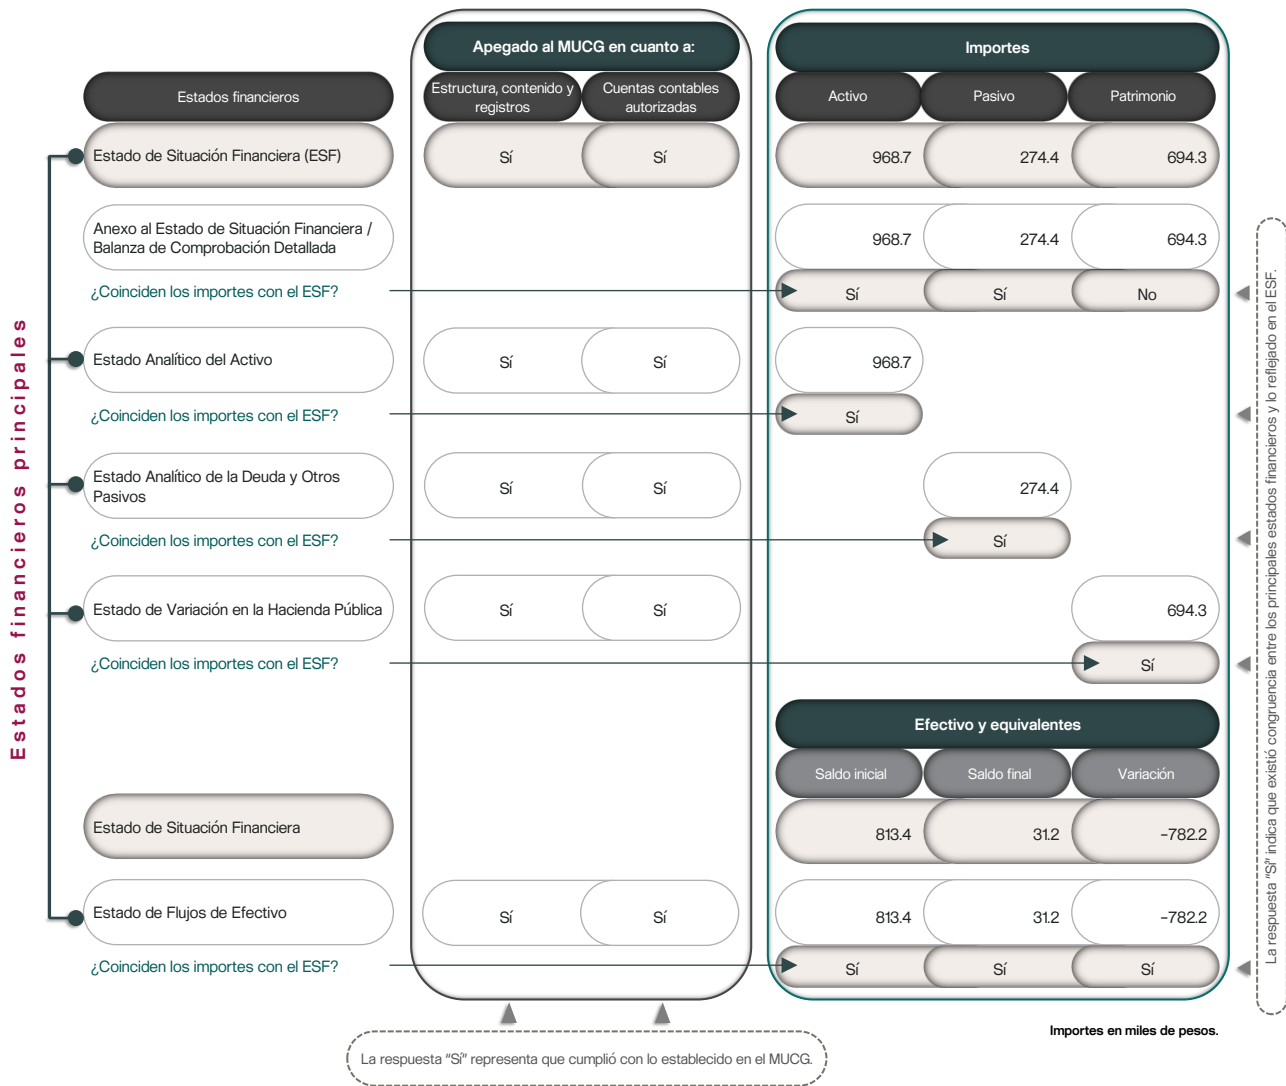 Apegado al MUCG en cuanto a:
Importes
Estados financieros
Estructura, contenido y
registros
Cuentas contables
autorizadas
Activo
Pasivo
Patrimonio
Estado de Situación Financiera (ESF)
Sí
Sí
968.7
274.4
694.3
Anexo al Estado de Situación Financiera /
Balanza de Comprobación Detallada
968.7
274.4
694.3
¿Coinciden los importes con el ESF?
Sí
Sí
No
Estado Analítico del Activo
Sí
Sí
968.7
¿Coinciden los importes con el ESF?
Sí
Estado Analítico de la Deuda y Otros
Pasivos
Sí
Sí
274.4
¿Coinciden los importes con el ESF?
Sí
Estado de Variación en la Hacienda Pública
Sí
Sí
694.3
¿Coinciden los importes con el ESF?
Sí
Efectivo y equivalentes
Saldo inicial
Saldo final
Variación
Estado de Situación Financiera
813.4
31.2
-782.2
Estado de Flujos de Efectivo
Sí
Sí
813.4
31.2
-782.2
¿Coinciden los importes con el ESF?
Sí
Sí
Sí
Estados financieros principales
La respuesta "Sí" indica que existió congruencia entre los principales estados financieros y lo reflejado en el ESF.
Importes en miles de pesos.
La respuesta "Sí" representa que cumplió con lo establecido en el MUCG.